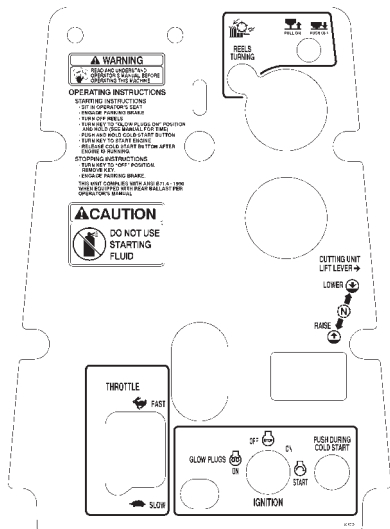 PULL ON
PUSH OFF
REELS
TURNING
WARNING
READ AND UNDERSTAND
OPERATOR'S MANUAL BEFORE
OPERATING THIS MACHINE
OPERATING INSTRUCTIONS
STARTING INSTRUCTIONS
- SIT IN OPERATOR'S SEAT
- ENGAGE PARKING BRAKE
- TURN OFF REELS
- TURN KEY TO "GLOW PLUGS ON" POSITION
AND HOLD (SEE MANUAL FOR TIME)
- PUSH AND HOLD COLD START BUTTON
- TURN KEY TO START ENGINE
- RELEASE COLD START BUTTON AFTER
ENGINE IS RUNNING.
STOPPING INSTRUCTIONS
- TURN KEY TO "OFF" POSITION.
REMOVE KEY
- ENGAGE PARKING BRAKE.
THIS UNIT COMPLIES WITH ANSI B71.4 - 1990
WHEN EQUIPPED WITH REAR BALLAST PER
OPERATOR'S MANUAL
CAUTION
DO NOT USE
STARTING
FLUID
CUTTING UNIT
LIFT LEVER
LOWER
N
RAISE
THROTTLE
FAST
SLOW
OFF
ON
PUSH DURING
COLD START
GLOW PLUGS
ON
START
IGNITION